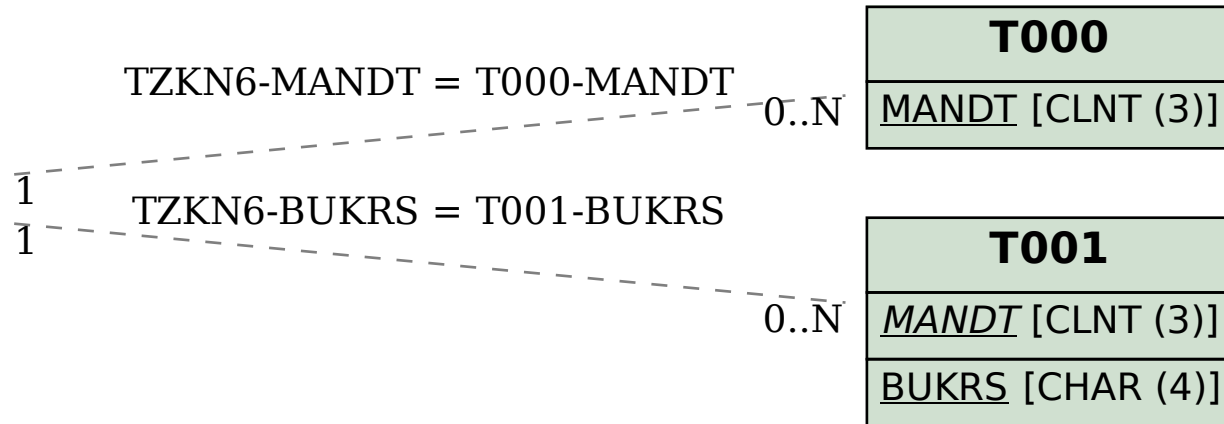 T000
TZKN6-MANDT = T000-MANDT
0..N
MANDT [CLNT (3)]
1
TZKN6-BUKRS = T001-BUKRS
1
T001
0..N
MANDT [CLNT (3)]
BUKRS [CHAR (4)]